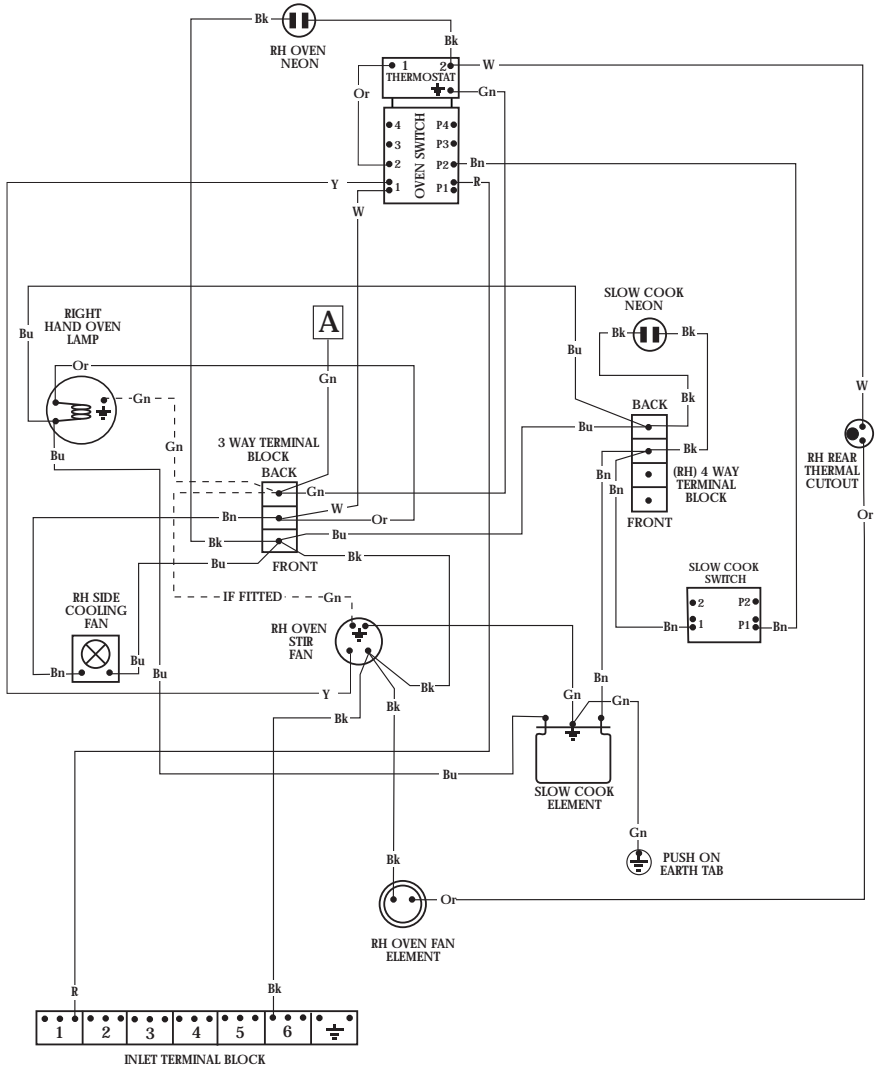 Bk
RH OVEN
NEON
Bk
1 2
THERMOSTAT
W
Gn
Or
OVEN SWITCH
4 P4
3 P3
2 P2
1 P1
Bn
Y
R
W
RIGHT
HAND OVEN
LAMP
A
SLOW COOK
NEON
Bu
Bk
Bk
Bu
Or
Gn
W
Gn
Bk
BACK
3 WAY TERMINAL
BLOCK
BACK
Bu
Bk
RH REAR
THERMAL
CUTOUT
Bu
Gn
Gn
Bn
Bn
(RH) 4 WAY
TERMINAL
BLOCK
W
Or
Bn
Or
FRONT
Bu
Bk
Bk
Bu
FRONT
SLOW COOK
SWITCH
2 P2
1 P1
Bn
Bn
RH SIDE
COOLING
FAN
IF FITTED
Gn
RH OVEN
STIR
FAN
Bn
Bu
Bu
Bn
Y
Bk
Bk
Bk
Gn
Gn
Bu
SLOW COOK
ELEMENT
Gn
PUSH ON
EARTH TAB
Bk
Or
RH OVEN FAN
ELEMENT
R
Bk
1 2 3 4 5 6
INLET TERMINAL BLOCK